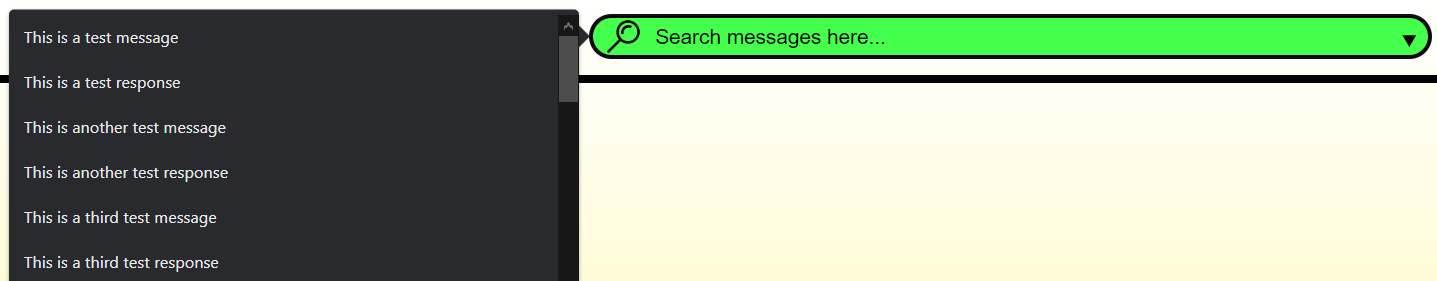 This is a test message
This is a test response
This is another test message
This is another test response
This is a third test message
This is a third test response
Search messages here...